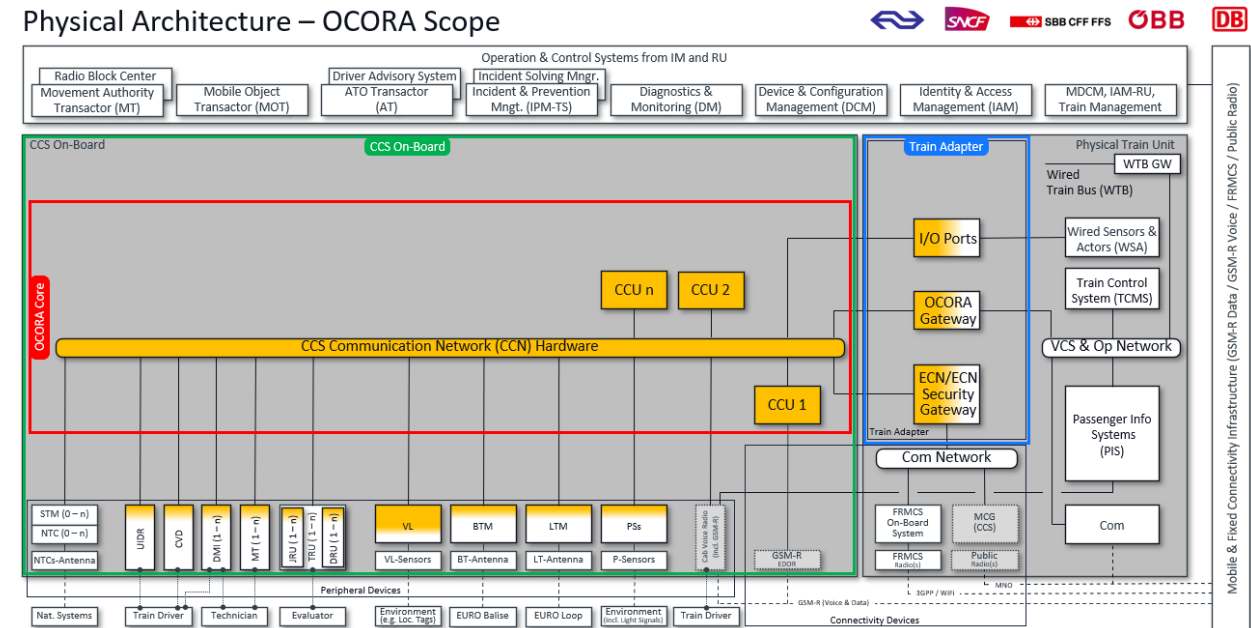 Physical Architecture – OCORA Scope
SNCF
SBB CFF FFS
ÖBB
DB
Operation & Control Systems from IM and RU
Radio Block Center
Movement Authority
Transactor (MT)
Mobile Object
Transactor (MOT)
Driver Advisory System
ATO Transactor
(AT)
Incident Solving Mngr.
Incident & Prevention
Mngt. (IPM-TS)
Diagnostics &
Monitoring (DM)
Device & Configuration
Management (DCM)
Identity & Access
Management (IAM)
MDCM, IAM-RU,
Train Management
Mobile & Fixed Connectivity Infrastructure (GSM-R Data / GSM-R Voice / FRMCS / Public Radio)
CCS On-Board
CCS On-Board
Train Adapter
Physical Train Unit
WTB GW
Wired
Train Bus (WTB)
I/O Ports
Wired Sensors &
Actors (WSA)
OCORA Core
CCU n
CCU 2
OCORA
Gateway
Train Control
System (TCMS)
CCS Communication Network (CCN) Hardware
VCS & Op Network
CCU 1
ECN/ECN
Security
Gateway
Train Adapter
Passenger Info
Systems
(PIS)
Com Network
STM (0 – n)
NTC (0 – n)
NTCs-Antenna
UIDR
CVD
DMI (1 – n)
MT ( 1 – n)
JRU (1 – n)
TRU (1 – n)
DRU (1 – n)
VL
VL-Sensors
BTM
BT-Antenna
LTM
LT-Antenna
PSs
P-Sensors
Cab Voice Radio
(incl. GSM-R)
GSM-R
EDOR
FRMCS
On-Board
System
FRMCS
Radio(s)
MCG
(CCS)
Public
Radio(s)
Com
MNO
3GPP / WiFi
GSM-R (Voice & Data)
Peripheral Devices
Connectivity Devices
Nat. Systems
Train Driver
Technician
Evaluator
Environment
(e.g. Loc. Tags)
EURO Balise
EURO Loop
Environment
(incl. Light Signals)
Train Driver